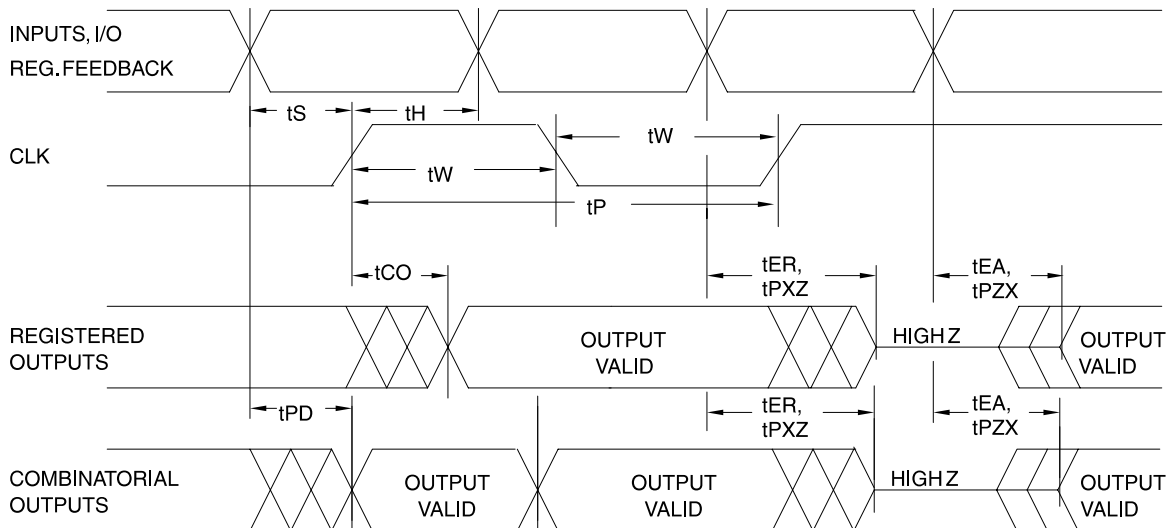 INPUTS, I/O
REG. FEEDBACK
tS
tH
CLK
tW
tW
tP
tCO
tER,
tPXZ
tEA,
tPZX
REGISTERED
OUTPUTS
OUTPUT
VALID
HIGH Z
OUTPUT
VALID
tPD
tER,
tPXZ
tEA,
tPZX
COMBINATORIAL
OUTPUTS
OUTPUT
VALID
OUTPUT
VALID
HIGH Z
OUTPUT
VALID